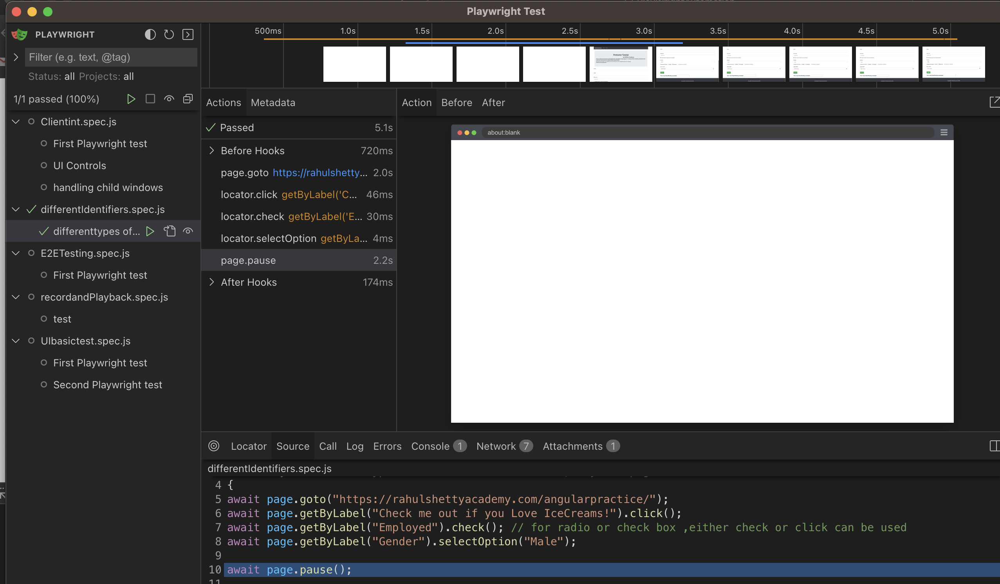 Playwright Test
PLAYWRIGHT
Filter (e.g. text, @tag)
Status: all Projects: all
1/1 passed (100%)
Clientint.spec.js
First Playwright test
UI Controls
handling child windows
differentIdentifiers.spec.js
differenttypes of...
E2ETesting.spec.js
First Playwright test
recordandPlayback.spec.js
test
UIbasictest.spec.js
First Playwright test
Second Playwright test
500ms 1.0s 1.5s 2.0s 2.5s 3.0s 3.5s 4.0s 4.5s 5.0s
Protractor Tutorial
Actions Metadata
Passed 5.1s
Before Hooks 720ms
page.goto https://rahulshetty... 2.0s
locator.click getByLabel('C... 46ms
locator.check getByLabel('E... 30ms
locator.selectOption getByLa... 4ms
page.pause 2.2s
After Hooks 174ms
Action Before After
about:blank
Locator Source Call Log Errors Console 1 Network 7 Attachments 1
differentIdentifiers.spec.js
4 {
5 await page.goto("https://rahulshettyacademy.com/angularpractice/");
6 await page.getByLabel("Check me out if you Love IceCreams!").click();
7 await page.getByLabel("Employed").check(); // for radio or check box ,either check or click can be used
8 await page.getByLabel("Gender").selectOption("Male");
9
10 await page.pause();
11